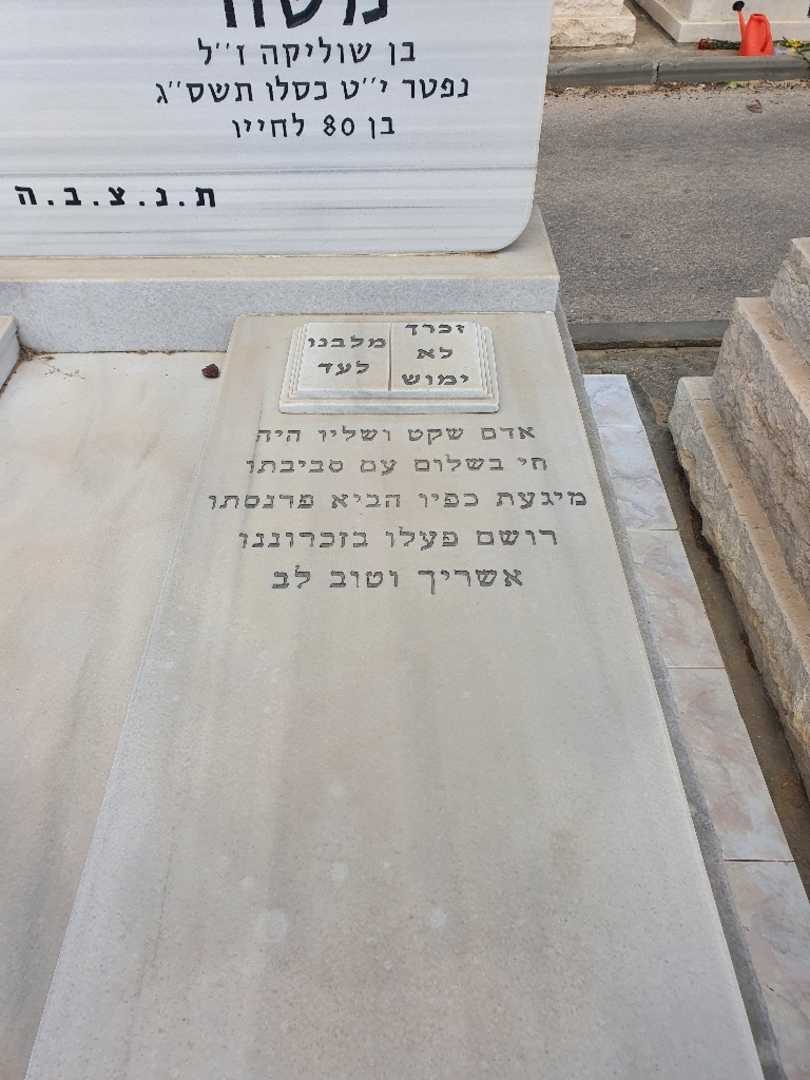 משה
בן שוליקה ז''ל
נפטר י''ט כסלו תשס''ג
בן 80 לחייו
ת.נ.צ.ב.ה
זכרך
לא
ימוש
מלבנו
לעד
אדם שקט ושליו היה
חי בשלום עם סביבתו
מיגעת כפיו הביא פרנסתו
רושם פעלו בזכרוננו
אשריך וטוב לב